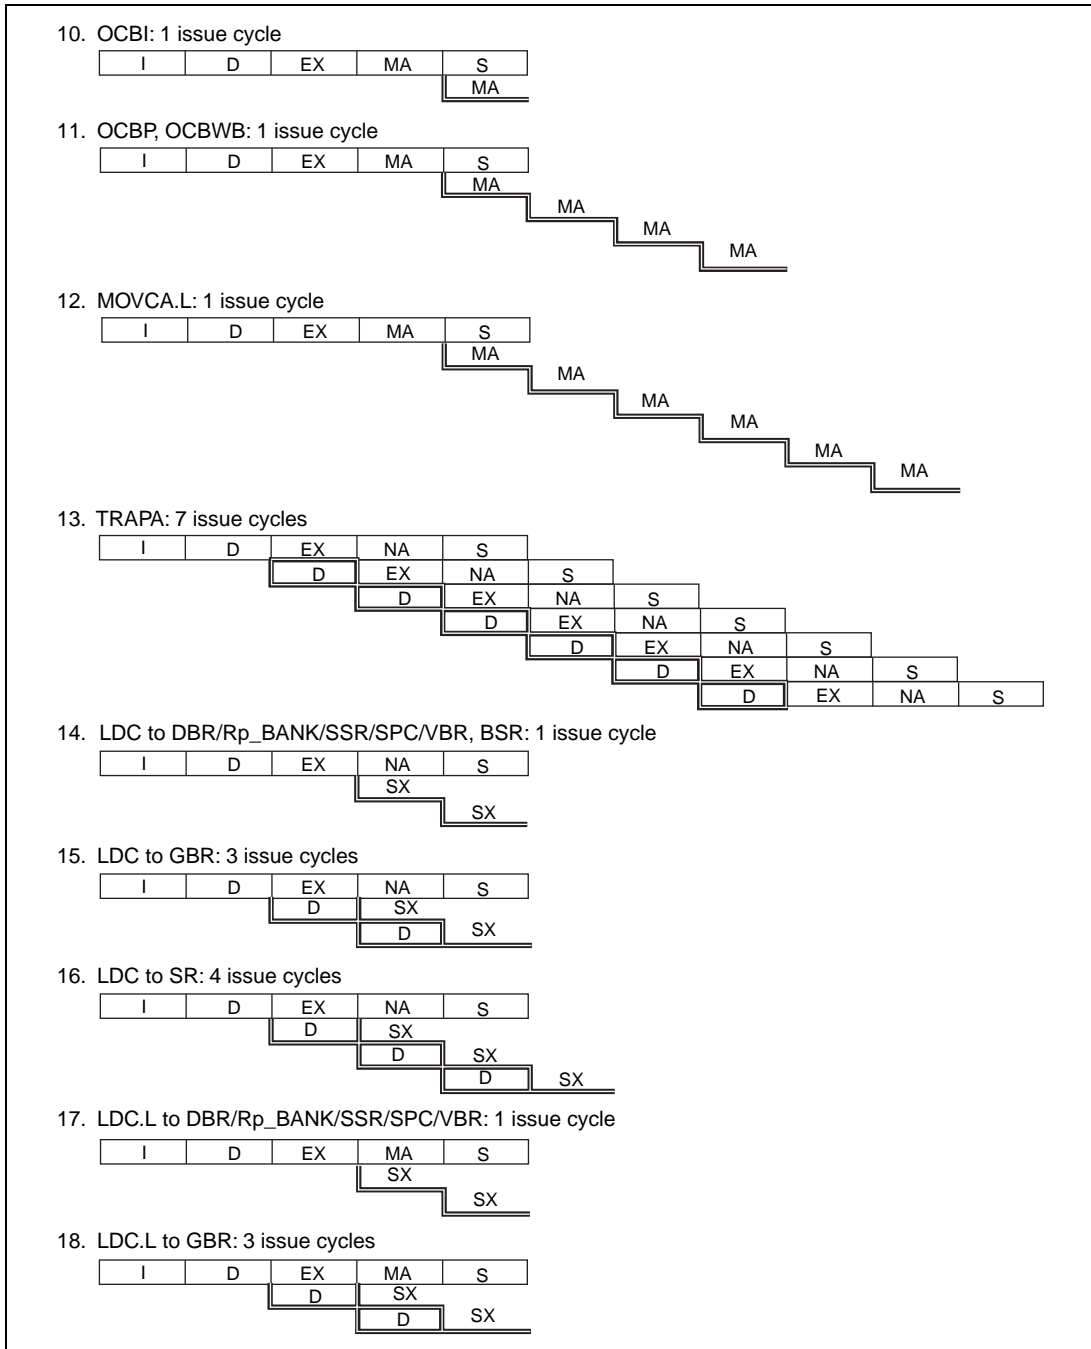 10. OCBI: 1 issue cycle
I D EX MA S
MA
11. OCBP, OCBWB: 1 issue cycle
I D EX MA S
MA
MA
MA
MA
12. MOVCA.L: 1 issue cycle
I D EX MA S
MA
MA
MA
MA
MA
MA
13. TRAPA: 7 issue cycles
I D EX NA S
D EX NA S
D EX NA S
D EX NA S
D EX NA S
D EX NA S
D EX NA S
14. LDC to DBR/Rp_BANK/SSR/SPC/VBR, BSR: 1 issue cycle
I D EX NA S
SX
SX
15. LDC to GBR: 3 issue cycles
I D EX NA S
D SX
D SX
16. LDC to SR: 4 issue cycles
I D EX NA S
D SX
D SX
D SX
17. LDC.L to DBR/Rp_BANK/SSR/SPC/VBR: 1 issue cycle
I D EX MA S
SX
SX
18. LDC.L to GBR: 3 issue cycles
I D EX MA S
D SX
D SX